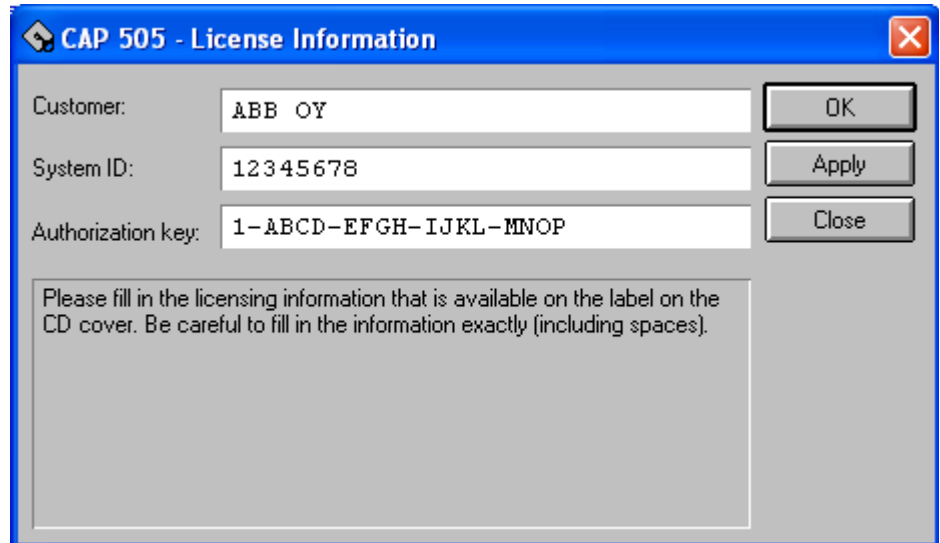 CAP 505 - License Information
Customer:
ABB OY
OK
System ID:
12345678
Apply
Authorization key:
1-ABCD-EFGH-IJKL-MNOP
Close
Please fill in the licensing information that is available on the label on the
CD cover. Be careful to fill in the information exactly (including spaces).